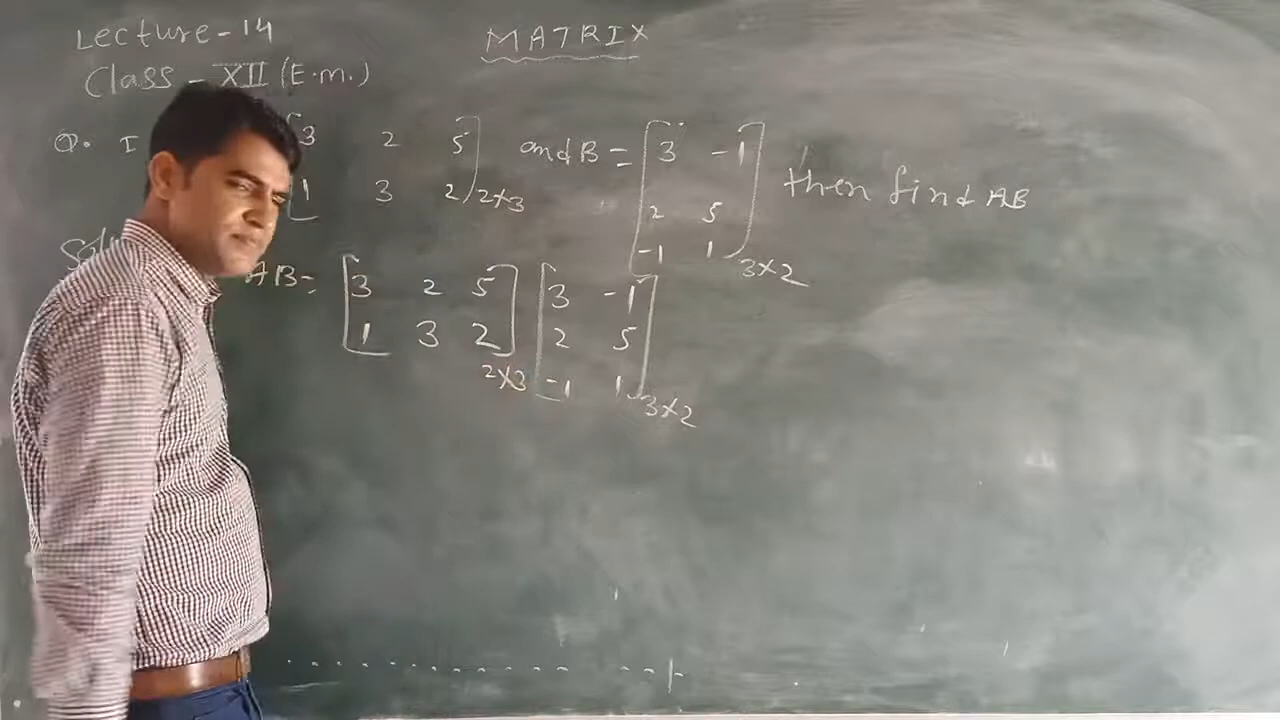 Lecture-14
MATRIX
Class - XII (E.m.)
Q. I [3 2 5] and B = [3 -1] then find AB
[1 3 2] 2×3 [2 5]
[-1 1] 3×2
Sol
AB= [3 2 5] [3 -1]
[1 3 2] [2 5]
2×3 [-1 1] 3×2